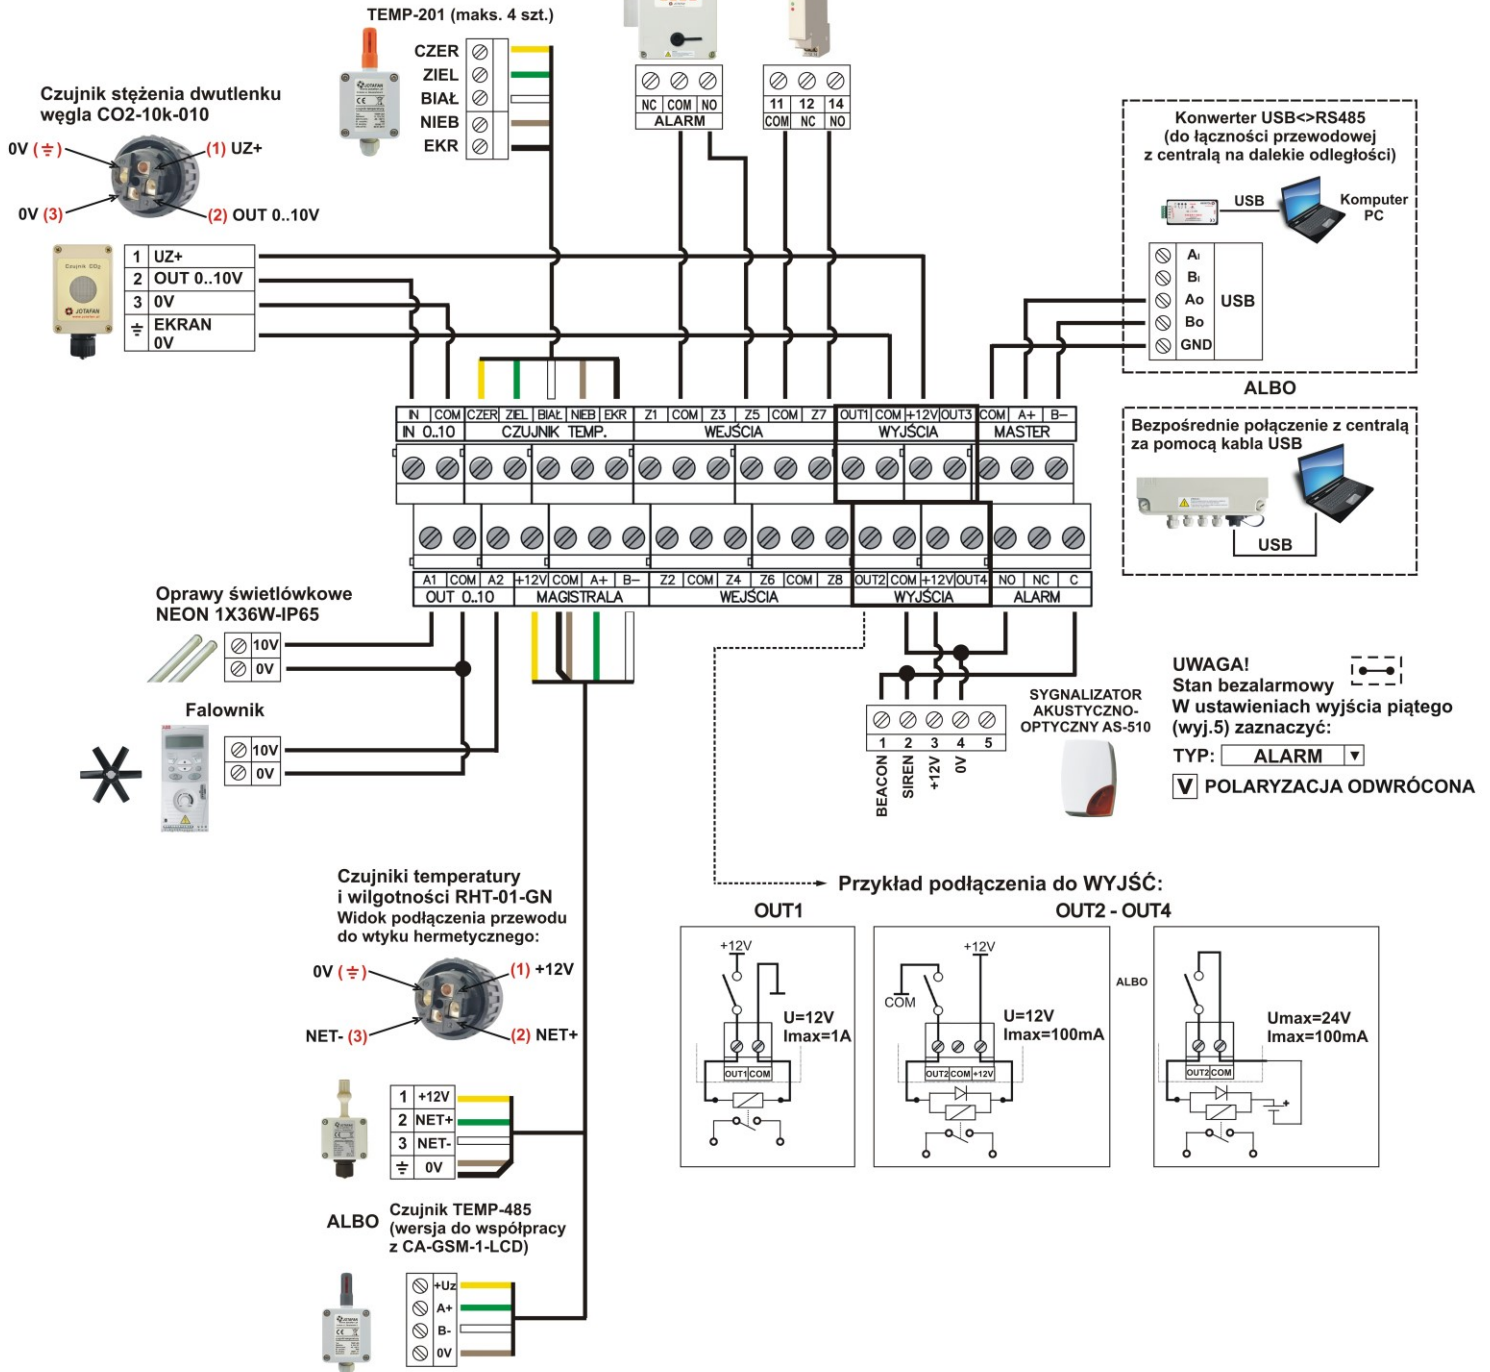 TEMP-201 (maks. 4 szt.)
CZER
ZIEL
BIAŁ
NIEB
EKR
NC COM NO
ALARM
11 12 14
COM NC NO
Czujnik stężenia dwutlenku
węgla CO2-10k-010
0V (⏚)
(1) UZ+
0V (3)
(2) OUT 0..10V
Czujnik CO2
JOTAFAN
1 UZ+
2 OUT 0..10V
3 0V
⏚ EKRAN
0V
Konwerter USB<>RS485
(do łączności przewodowej
z centralą na dalekie odległości)
USB
Komputer
PC
AI
BI
Ao
Bo
GND
USB
ALBO
Bezpośrednie połączenie z centralą
za pomocą kabla USB
USB
IN COM CZER ZIEL BIAŁ NIEB EKR Z1 COM Z3 Z5 COM Z7 OUT1 COM +12V OUT3 COM A+ B−
IN 0..10 CZUJNIK TEMP. WEJŚCIA WYJŚCIA MASTER
A1 COM A2 +12V COM A+ B− Z2 COM Z4 Z6 COM Z8 OUT2 COM +12V OUT4 NO NC C
OUT 0..10 MAGISTRALA WEJŚCIA WYJŚCIA ALARM
Oprawy świetlówkowe
NEON 1X36W-IP65
10V
0V
Falownik
10V
0V
1 2 3 4 5
BEACON
SIREN
+12V
0V
SYGNALIZATOR
AKUSTYCZNO-
OPTYCZNY AS-510
UWAGA!
Stan bezalarmowy
W ustawieniach wyjścia piątego
(wyj.5) zaznaczyć:
TYP: ALARM ▼
V POLARYZACJA ODWRÓCONA
Czujniki temperatury
i wilgotności RHT-01-GN
Widok podłączenia przewodu
do wtyku hermetycznego:
0V (⏚)
(1) +12V
NET- (3)
(2) NET+
1 +12V
2 NET+
3 NET-
⏚ 0V
ALBO
Czujnik TEMP-485
(wersja do współpracy
z CA-GSM-1-LCD)
+Uz
A+
B-
0V
Przykład podłączenia do WYJŚĆ:
OUT1
OUT2 - OUT4
+12V
U=12V
Imax=1A
OUT1 COM
+12V
COM
U=12V
Imax=100mA
OUT2 COM +12V
ALBO
Umax=24V
Imax=100mA
OUT2 COM
+